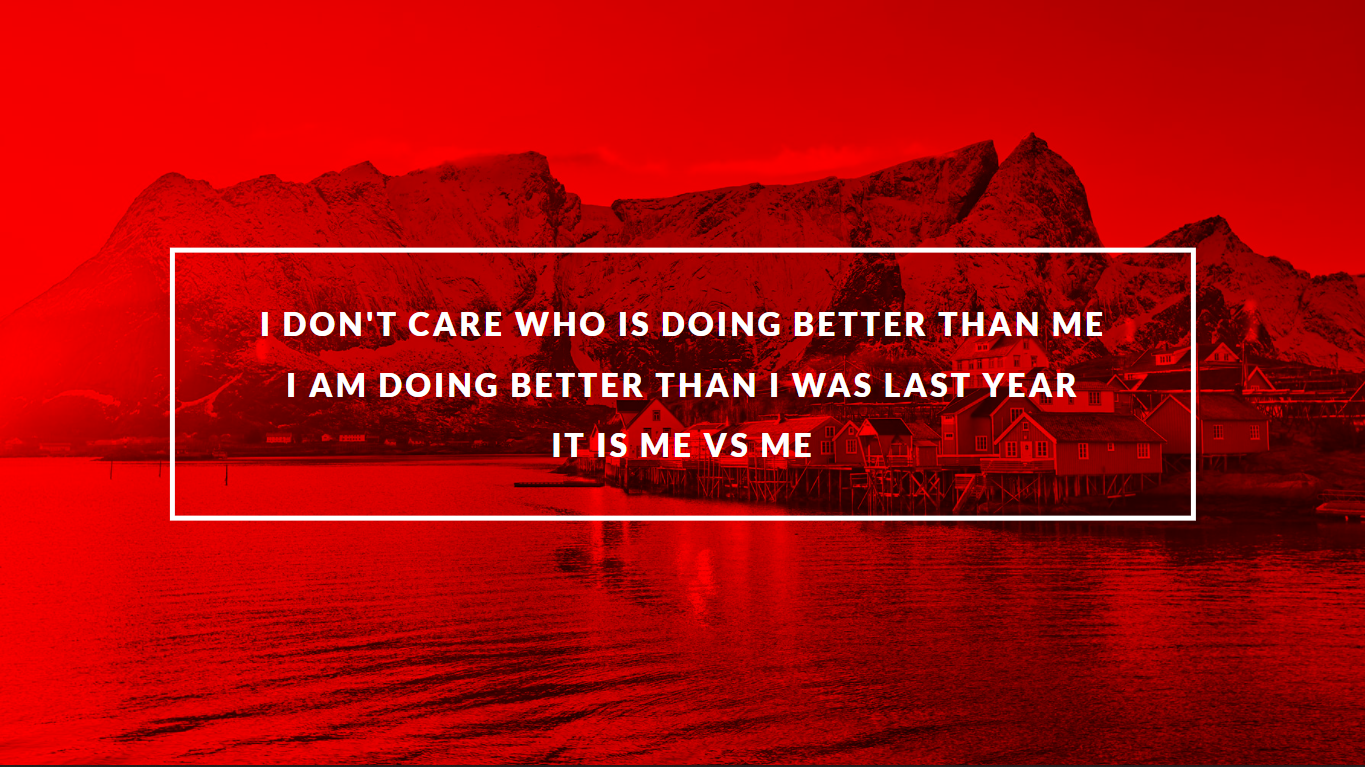 I DON'T CARE WHO IS DOING BETTER THAN ME
I AM DOING BETTER THAN I WAS LAST YEAR
IT IS ME VS ME